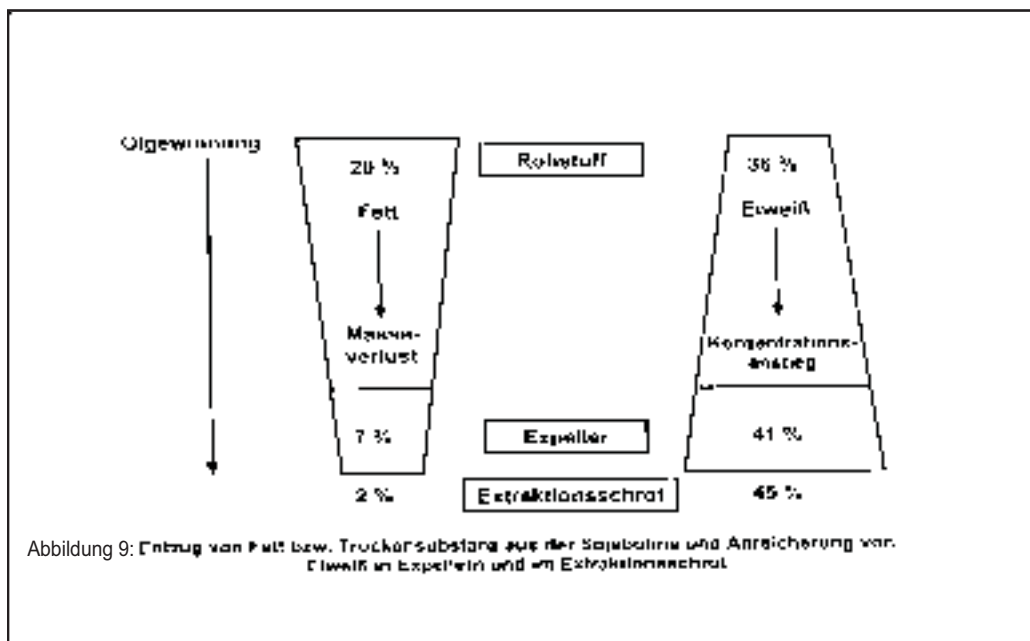 Ölgewinnung
20 %
Rohstoff
36 %
Fett
Eiweiß
Masse-
verlust
Konzentrations-
anstieg
7 %
Expeller
41 %
2 %
Extraktionsschrot
45 %
Abbildung 9: Entzug von Fett bzw. Trockensubstanz aus der Sojabohne und Anreicherung von
Eiweiß in Expellern und im Extraktionsschrot